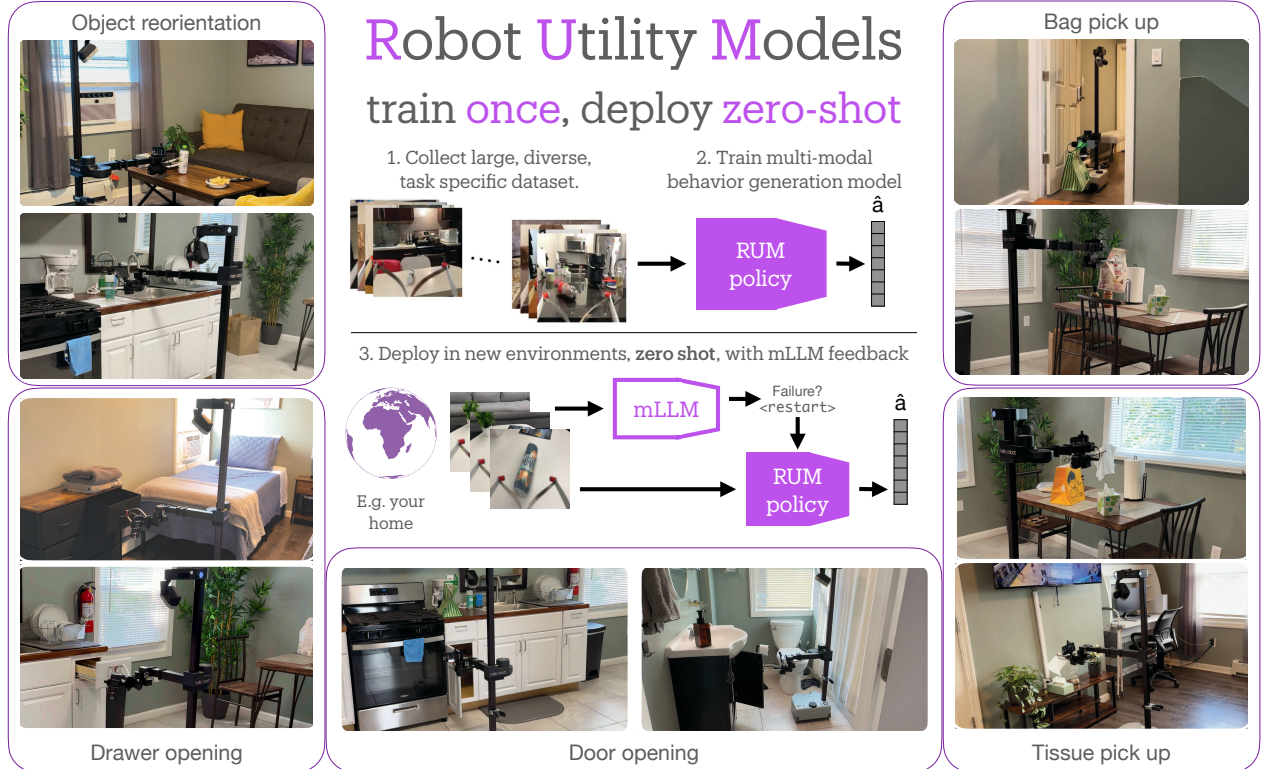 Object reorientation
Robot Utility Models
train once, deploy zero-shot
Bag pick up
1. Collect large, diverse,
task specific dataset.
2. Train multi-modal
behavior generation model
â
RUM
policy
3. Deploy in new environments, zero shot, with mLLM feedback
mLLM
Failure?
<restart>
â
RUM
policy
E.g. your
home
Drawer opening
Door opening
Tissue pick up